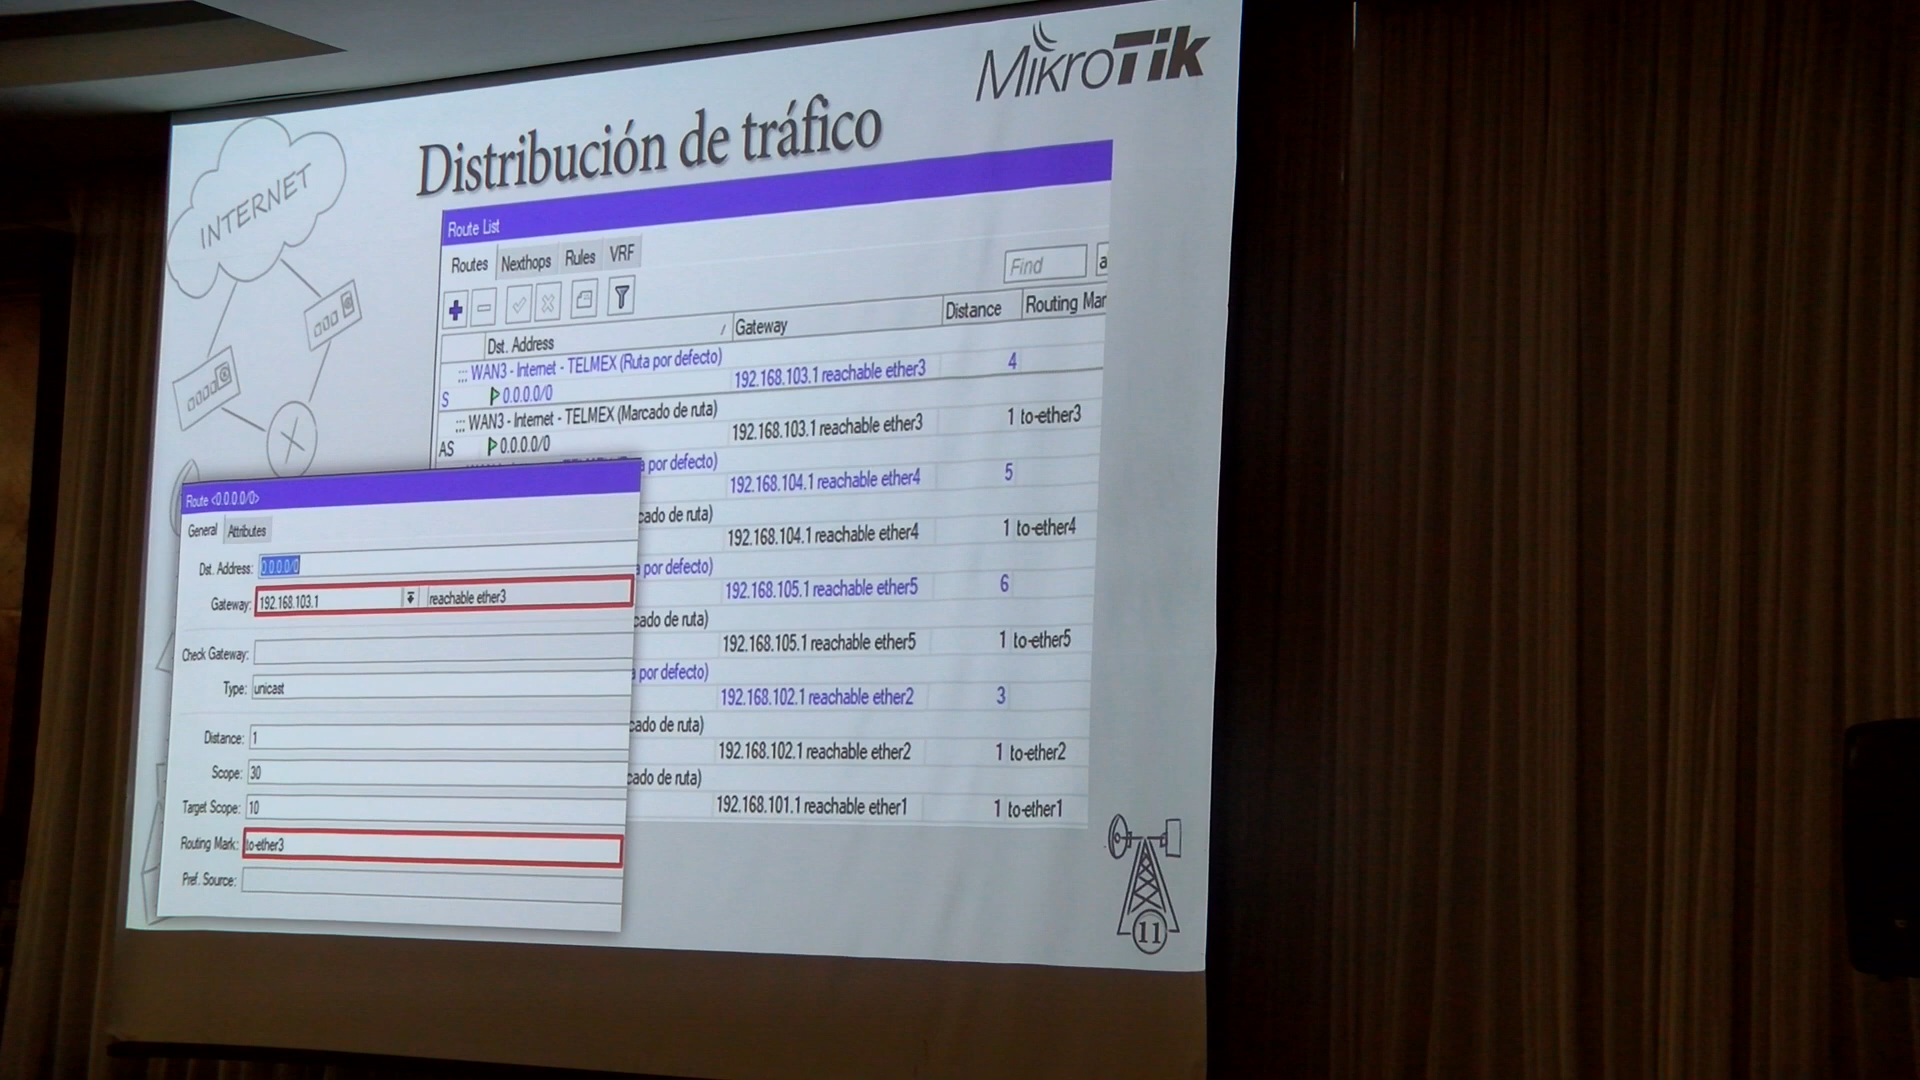 MikroTik
Distribución de tráfico
INTERNET
Route List
Routes Nexthops Rules VRF
Find
Dst. Address / Gateway Distance Routing Mar
::: WAN3 - Internet - TELMEX (Ruta por defecto)
S 0.0.0.0/0 192.168.103.1 reachable ether3 4
::: WAN3 - Internet - TELMEX (Marcado de ruta)
AS 0.0.0.0/0 192.168.103.1 reachable ether3 1 to-ether3
por defecto)
192.168.104.1 reachable ether4 5
cado de ruta)
192.168.104.1 reachable ether4 1 to-ether4
a por defecto)
192.168.105.1 reachable ether5 6
cado de ruta)
192.168.105.1 reachable ether5 1 to-ether5
a por defecto)
192.168.102.1 reachable ether2 3
cado de ruta)
192.168.102.1 reachable ether2 1 to-ether2
cado de ruta)
192.168.101.1 reachable ether1 1 to-ether1
Route <0.0.0.0/0>
General Attributes
Dst. Address: 0.0.0.0/0
Gateway: 192.168.103.1 reachable ether3
Check Gateway:
Type: unicast
Distance: 1
Scope: 30
Target Scope: 10
Routing Mark: to-ether3
Pref. Source:
11